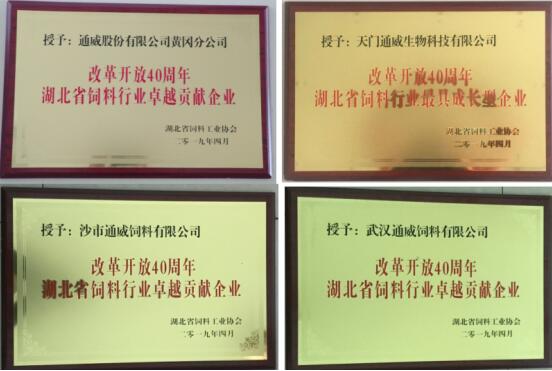 授予：通威股份有限公司黄冈分公司
改革开放40周年
湖北省饲料行业卓越贡献企业
湖北省饲料工业协会
二〇一九年四月
授予：天门通威生物科技有限公司
改革开放40周年
湖北省饲料行业最具成长型企业
湖北省饲料工业协会
二〇一九年四月
授予：沙市通威饲料有限公司
改革开放40周年
湖北省饲料行业卓越贡献企业
湖北省饲料工业协会
二〇一九年四月
授予：武汉通威饲料有限公司
改革开放40周年
湖北省饲料行业卓越贡献企业
湖北省饲料工业协会
二〇一九年四月